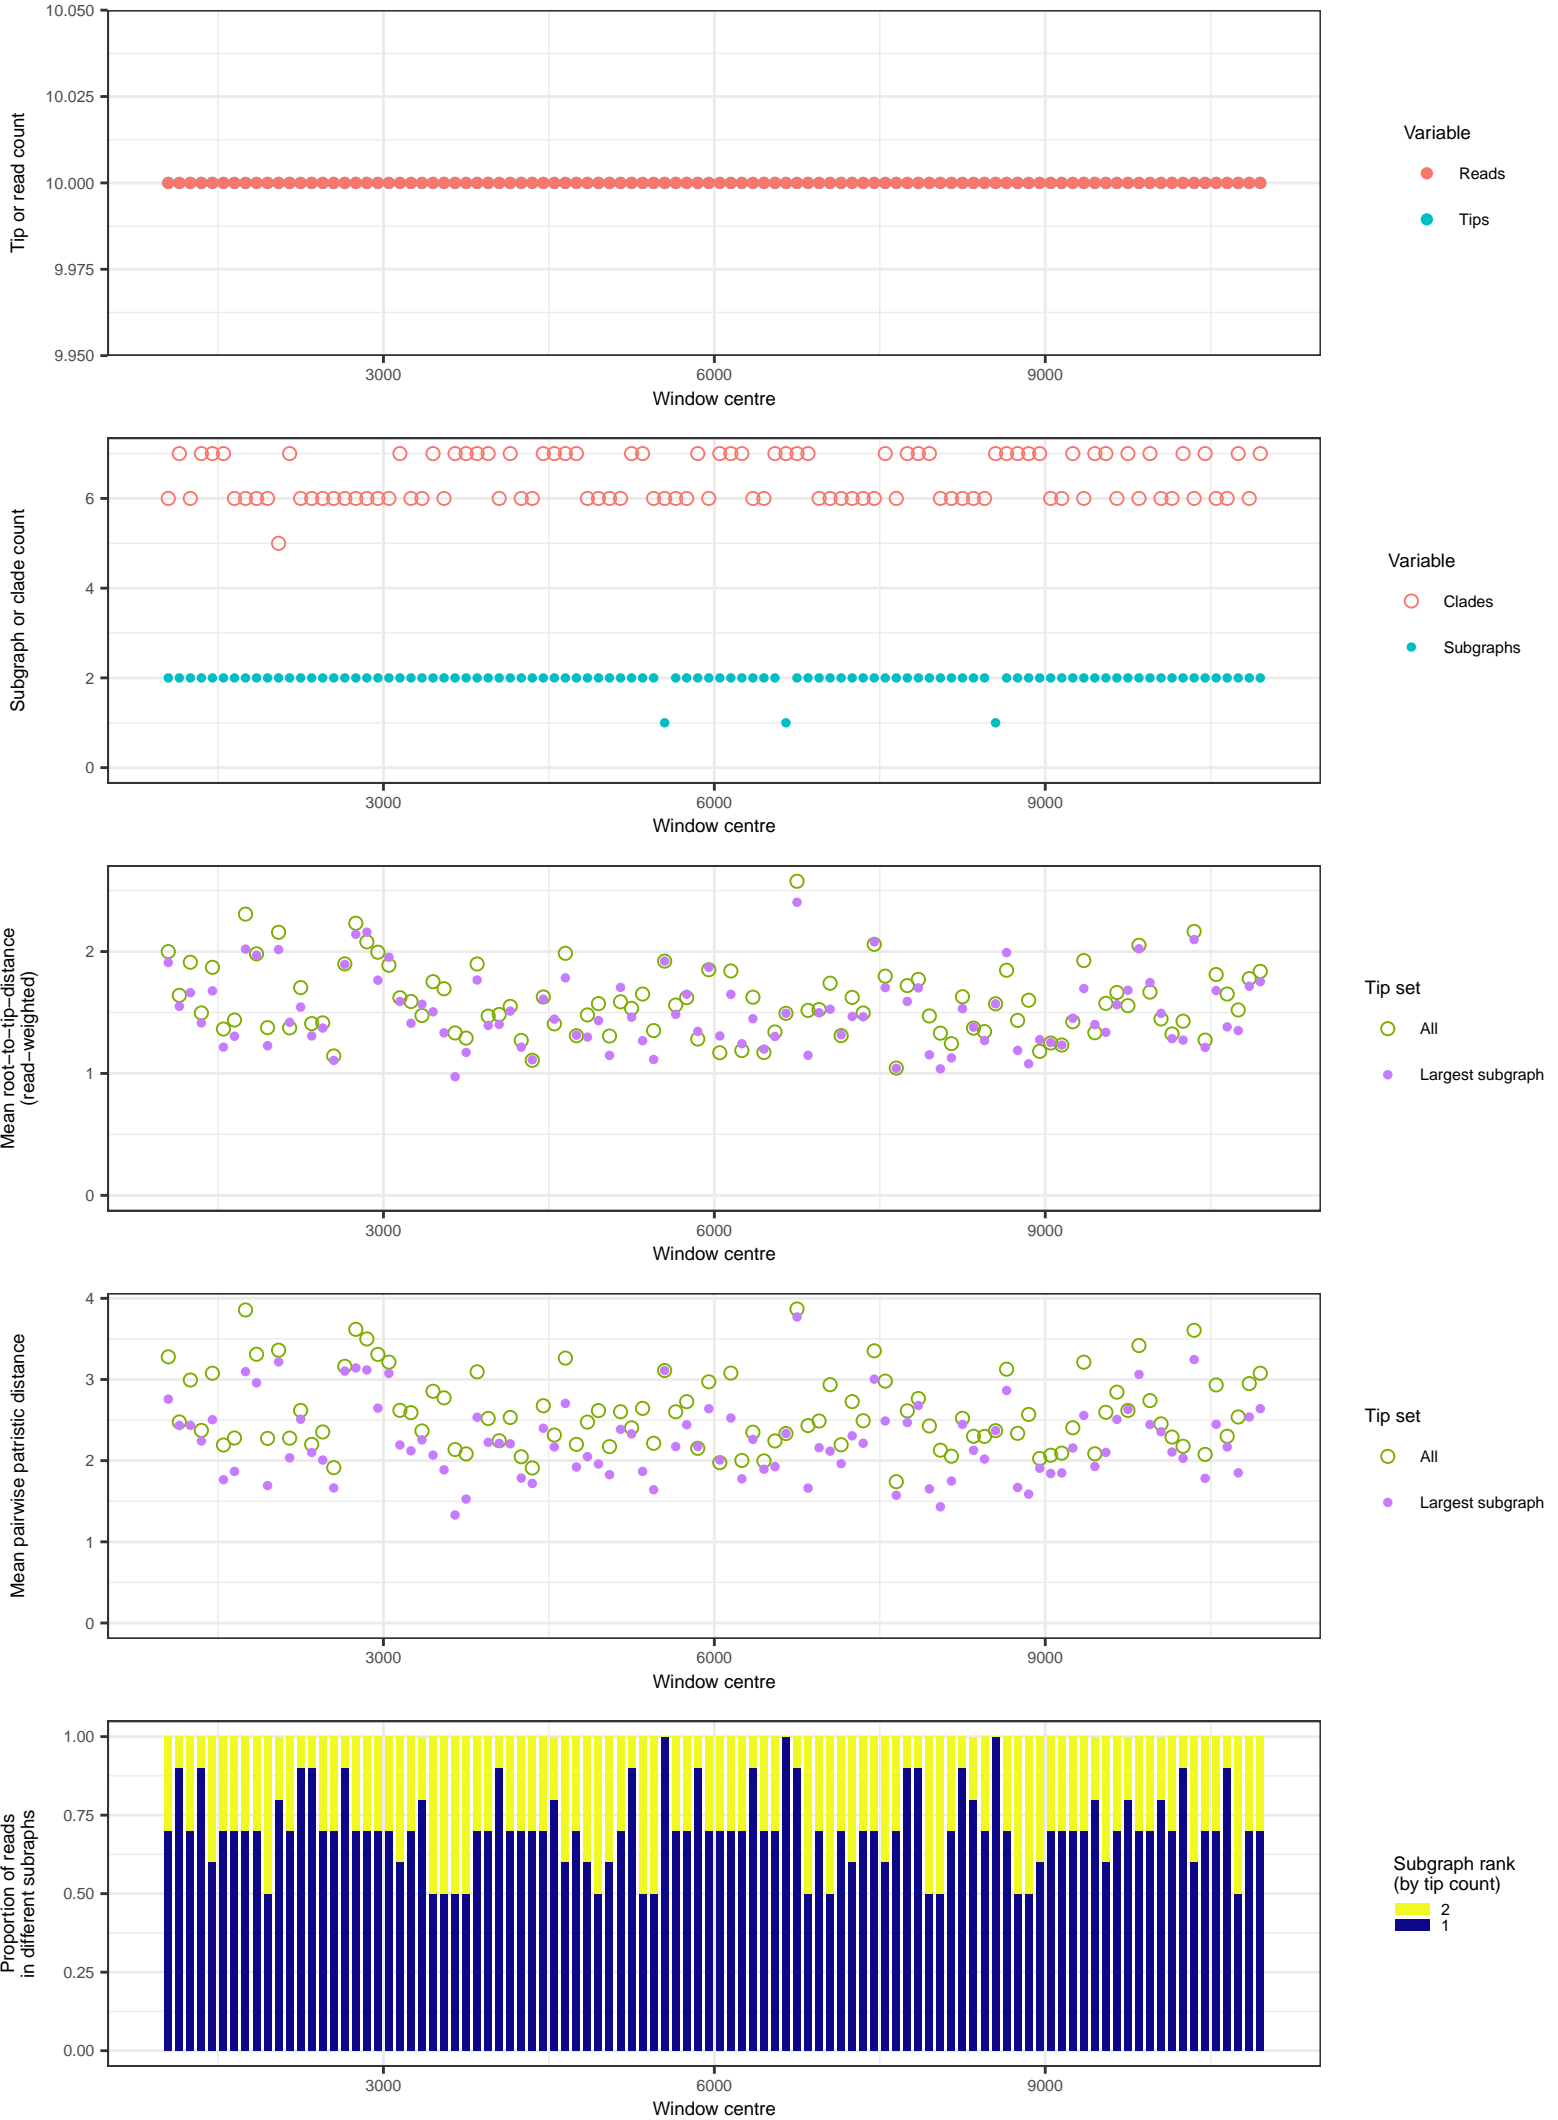 10.050
10.025
10.000
9.975
9.950
Tip or read count
3000
6000
9000
Window centre
Variable
Reads
Tips
6
4
2
0
Subgraph or clade count
3000
6000
9000
Window centre
Variable
Clades
Subgraphs
2
1
0
Mean root−to−tip−distance
(read−weighted)
3000
6000
9000
Window centre
Tip set
All
Largest subgraph
4
3
2
1
0
Mean pairwise patristic distance
3000
6000
9000
Window centre
Tip set
All
Largest subgraph
1.00
0.75
0.50
0.25
0.00
Proportion of reads
in different subraphs
3000
6000
9000
Window centre
Subgraph rank
(by tip count)
2
1